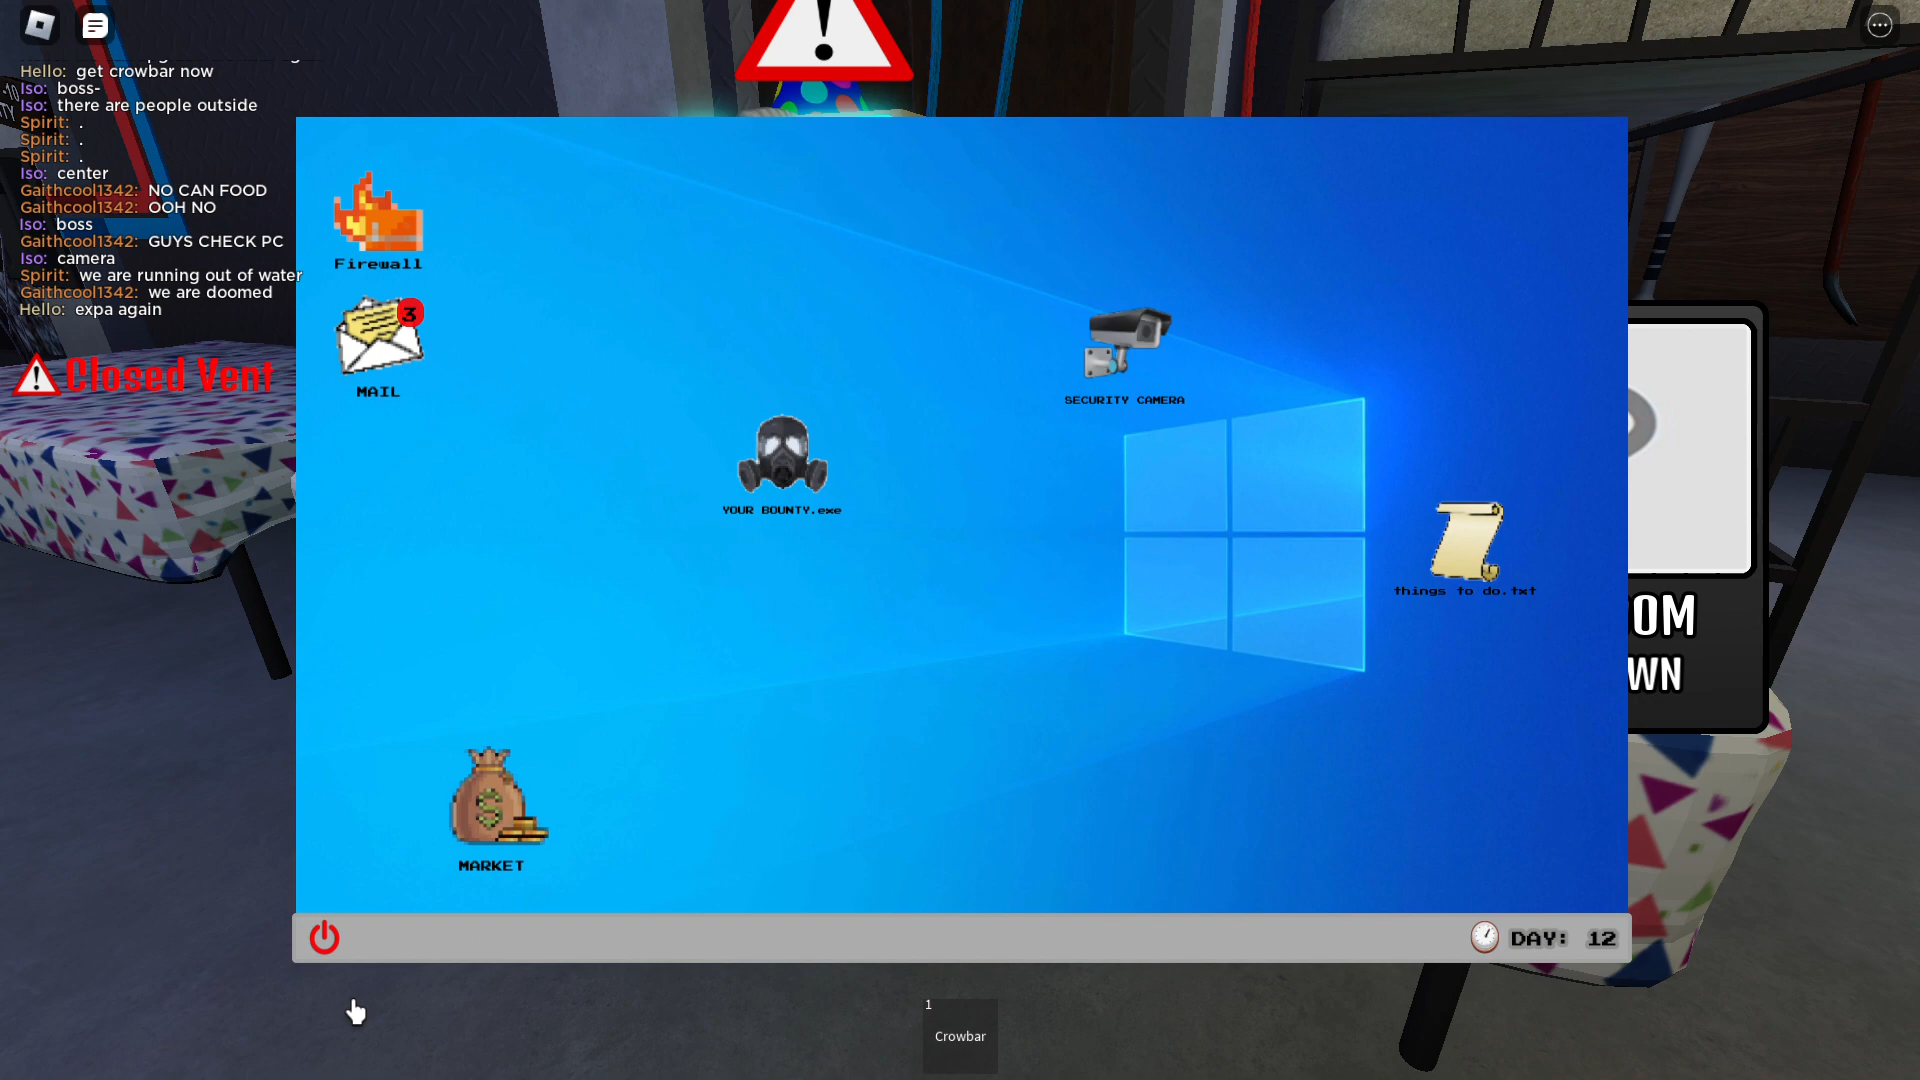 Hello: get crowbar now
Iso: boss-
Iso: there are people outside
Spirit: .
Spirit: .
Spirit: .
Iso: center
Gaithcool1342: NO CAN FOOD
Gaithcool1342: OOH NO
Iso: boss
Gaithcool1342: GUYS CHECK PC
Iso: camera
Spirit: we are running out of water
Gaithcool1342: we are doomed
Hello: expa again
Closed Vent
Firewall
3
MAIL
SECURITY CAMERA
YOUR BOUNTY.exe
things to do.txt
OM
WN
MARKET
DAY: 12
1
Crowbar